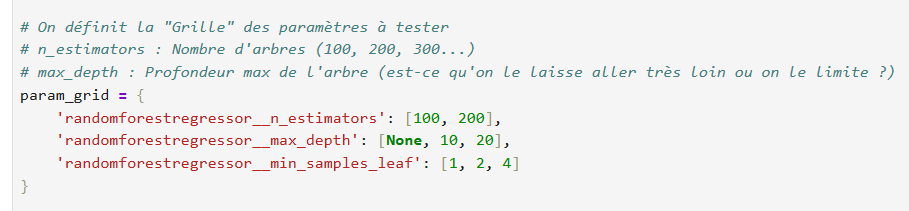 # On définit la "Grille" des paramètres à tester
# n_estimators : Nombre d'arbres (100, 200, 300...)
# max_depth : Profondeur max de l'arbre (est-ce qu'on le laisse aller très loin ou on le limite ?)
param_grid = {
    'randomforestregressor__n_estimators': [100, 200],
    'randomforestregressor__max_depth': [None, 10, 20],
    'randomforestregressor__min_samples_leaf': [1, 2, 4]
}